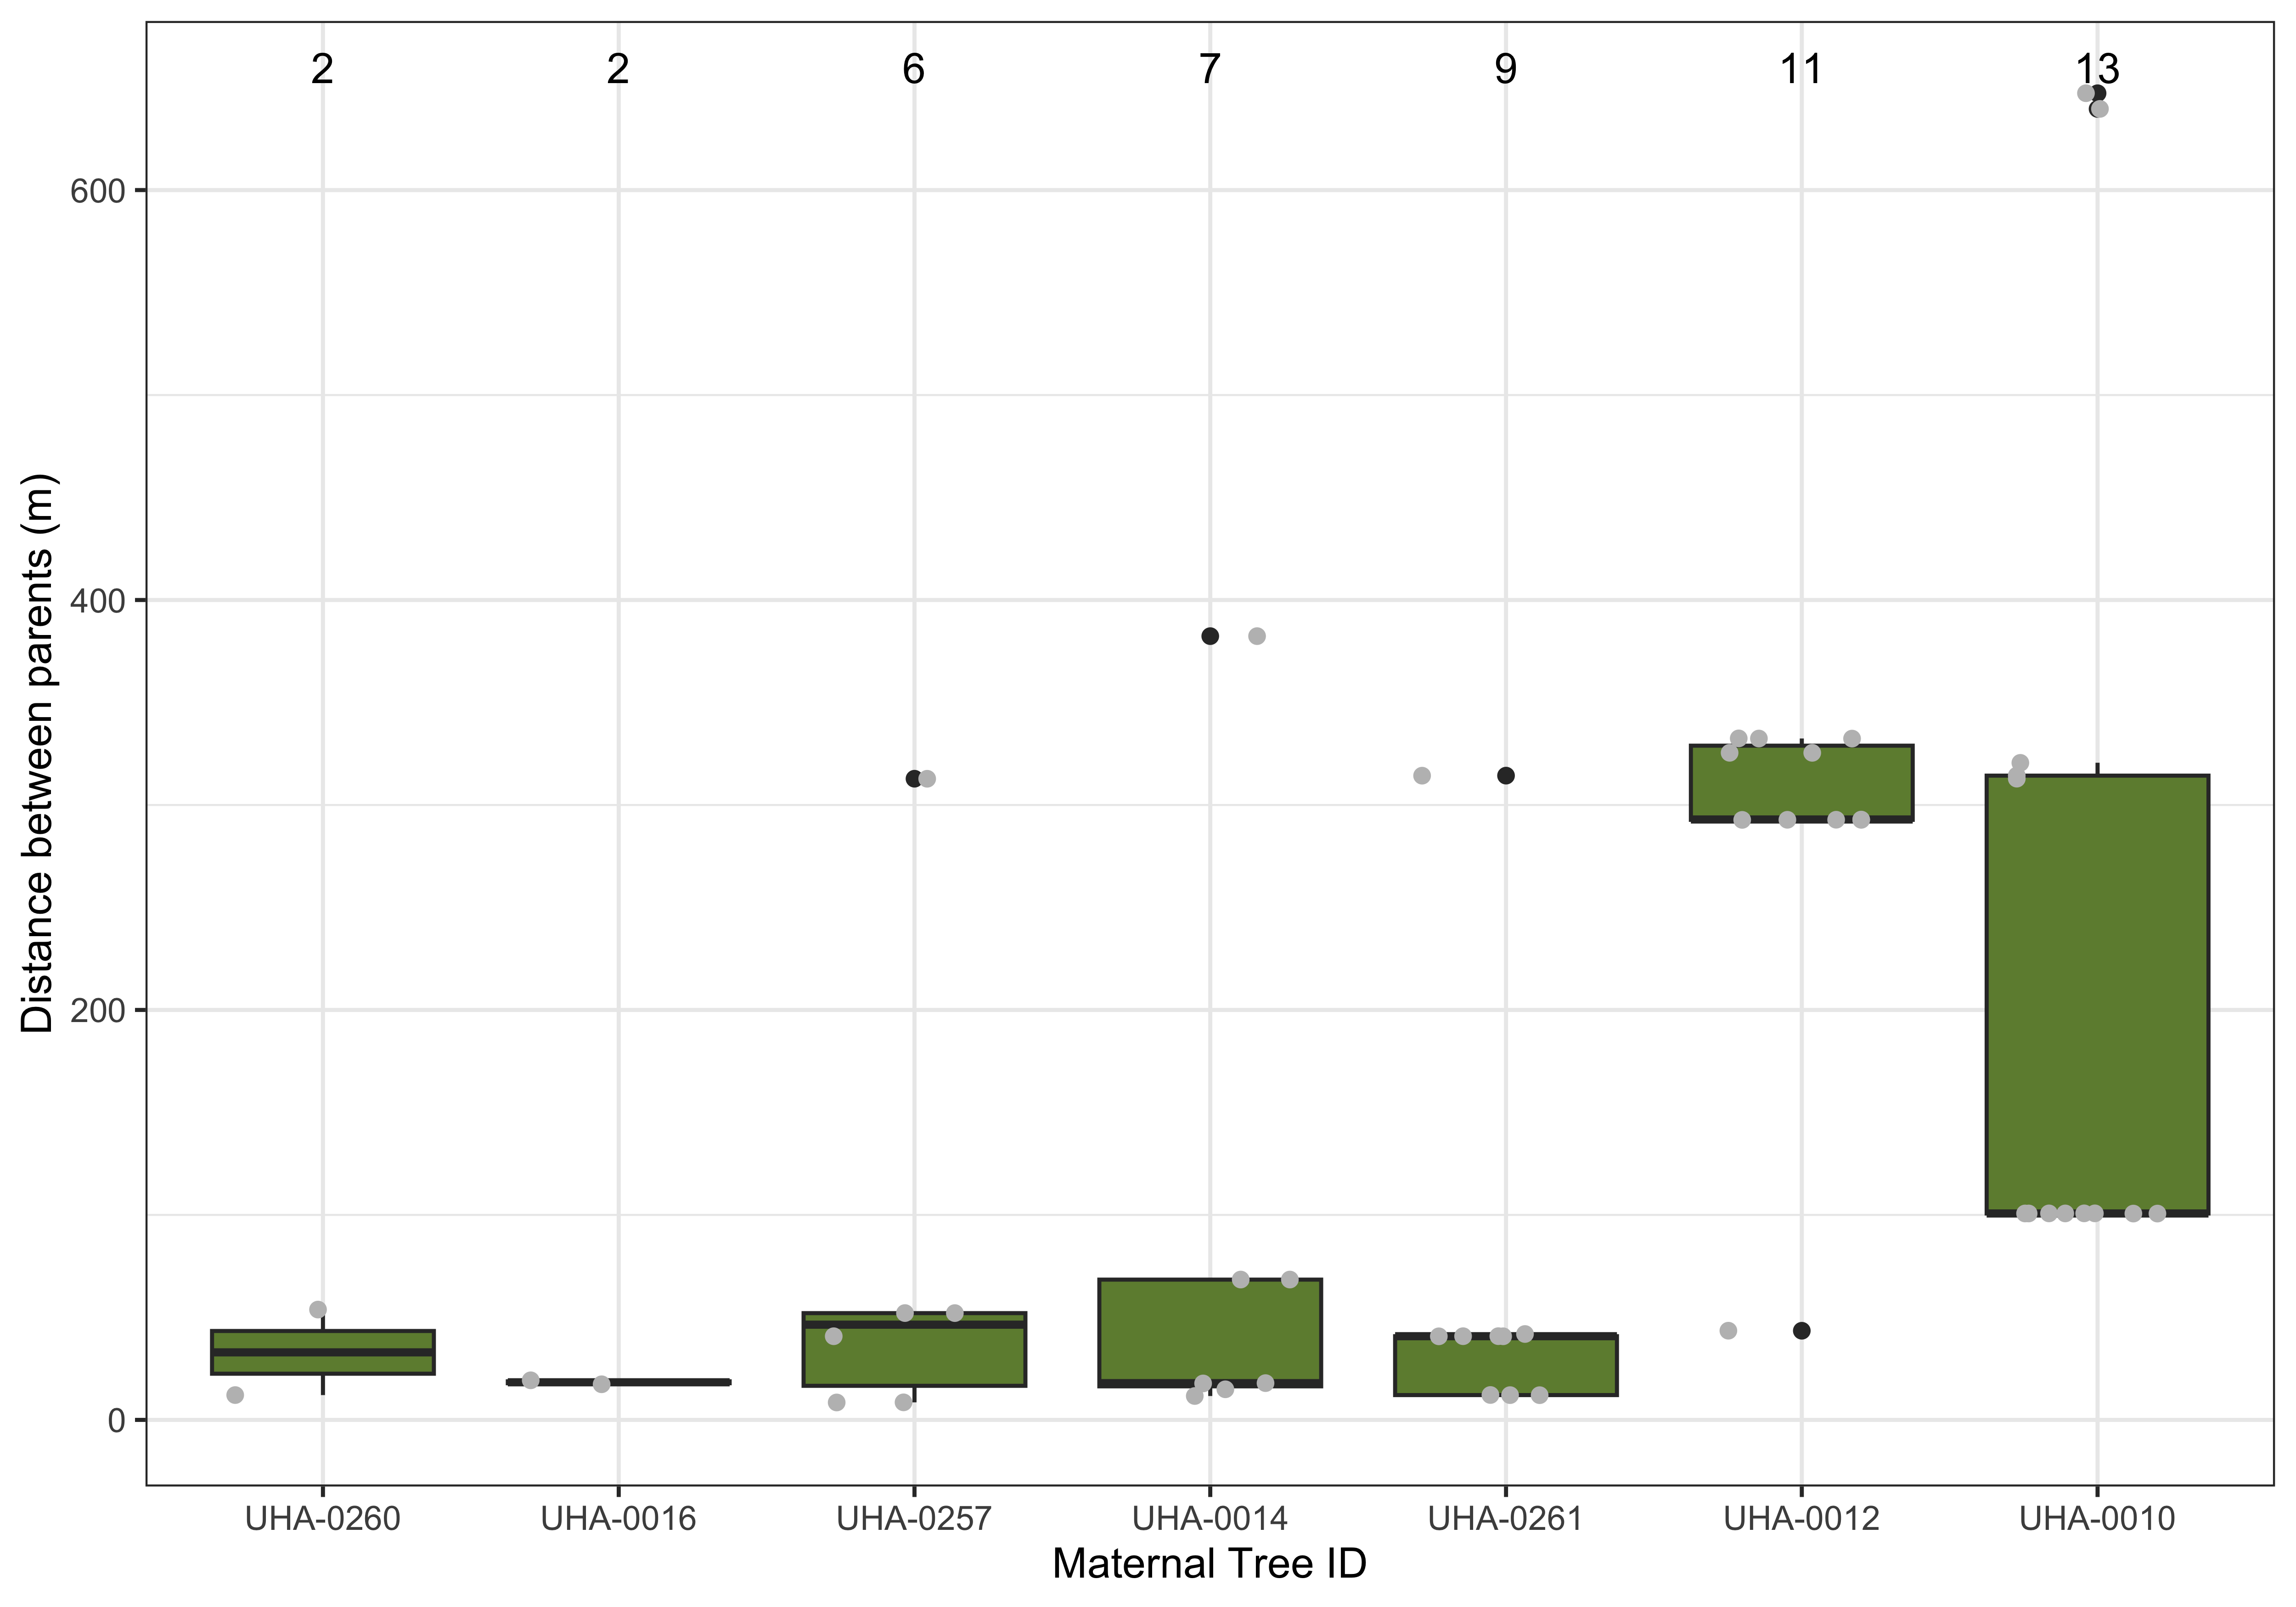 2 2 6 7 9 11 13
600
400
200
0
Distance between parents (m)
UHA-0260 UHA-0016 UHA-0257 UHA-0014 UHA-0261 UHA-0012 UHA-0010
Maternal Tree ID